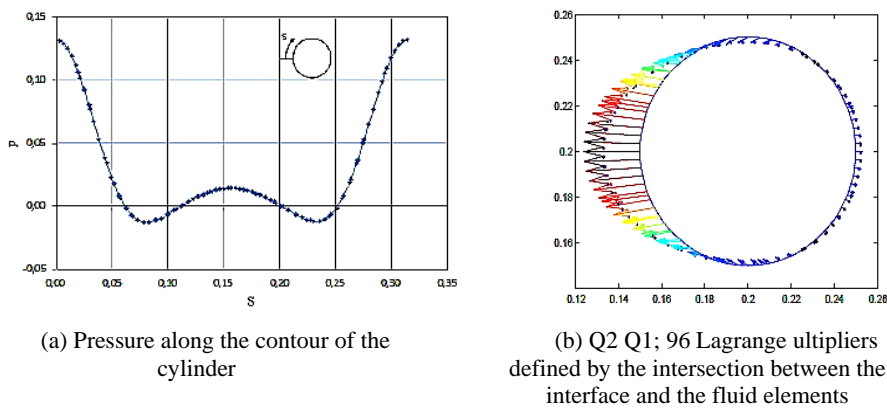 0,15
0,10
0,05
0,00
-0,05
p
0,00 0,05 0,10 0,15 0,20 0,25 0,30 0,35
S
s
(a) Pressure along the contour of the
cylinder
0.26
0.26
0.24
0.22
0.2
0.18
0.16
0.12 0.14 0.16 0.18 0.2 0.22 0.24 0.26
(b) Q2 Q1; 96 Lagrange ultipliers
defined by the intersection between the
interface and the fluid elements